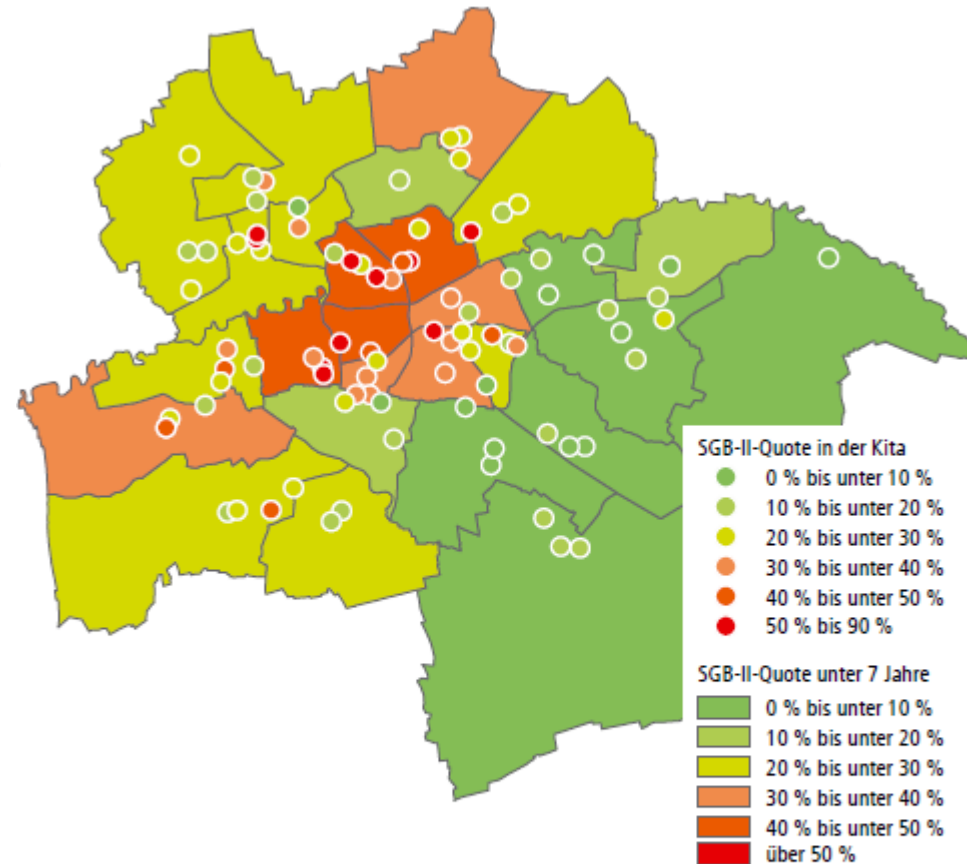 SGB-II-Quote in der Kita
0 % bis unter 10 %
10 % bis unter 20 %
20 % bis unter 30 %
30 % bis unter 40 %
40 % bis unter 50 %
50 % bis 90 %
SGB-II-Quote unter 7 Jahre
0 % bis unter 10 %
10 % bis unter 20 %
20 % bis unter 30 %
30 % bis unter 40 %
40 % bis unter 50 %
über 50 %